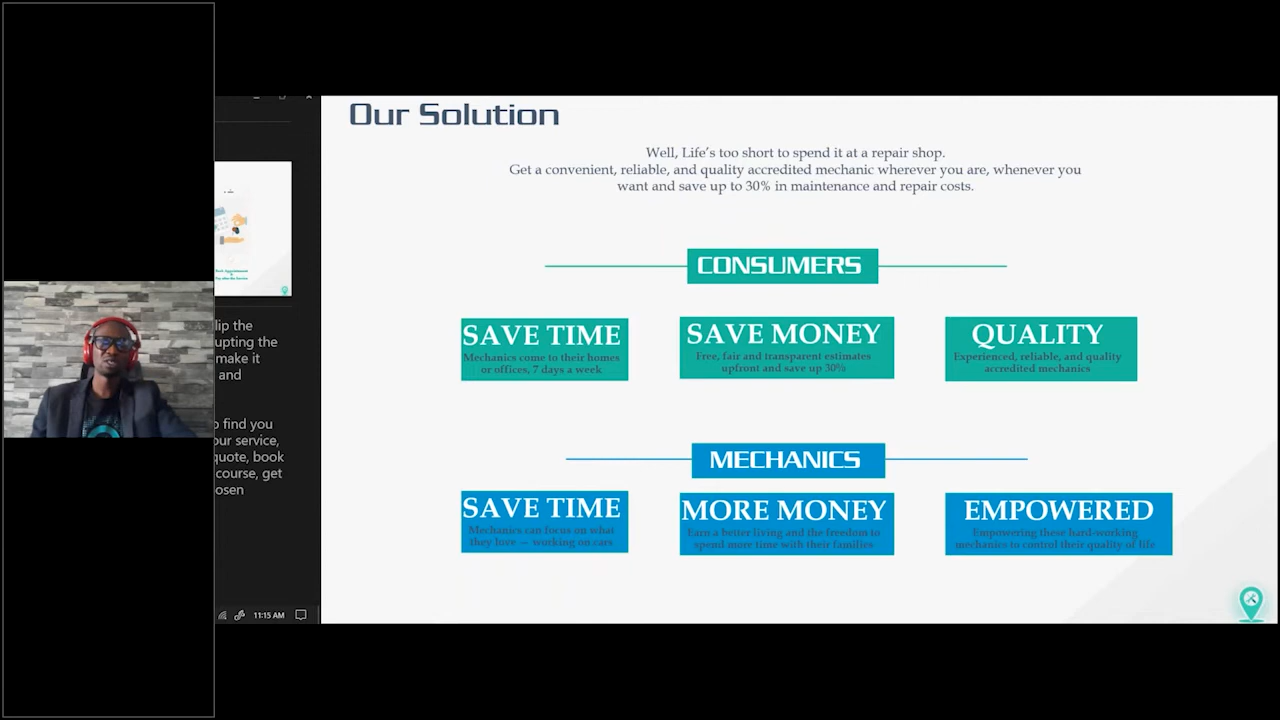 Our Solution
Well, Life's too short to spend it at a repair shop.
Get a convenient, reliable, and quality accredited mechanic wherever you are, whenever you
want and save up to 30% in maintenance and repair costs.
CONSUMERS
SAVE TIME
Mechanics come to their homes
or offices, 7 days a week
SAVE MONEY
Free, fair and transparent estimates
upfront and save up 30%
QUALITY
Experienced, reliable, and quality
accredited mechanics
MECHANICS
SAVE TIME
Mechanics can focus on what
they love – working on cars
MORE MONEY
Earn a better living and the freedom to
spend more time with their families
EMPOWERED
Empowering these hard-working
mechanics to control their quality of life
lip the
upting the
make it
and
find you
our service,
quote, book
course, get
osen
11:15 AM